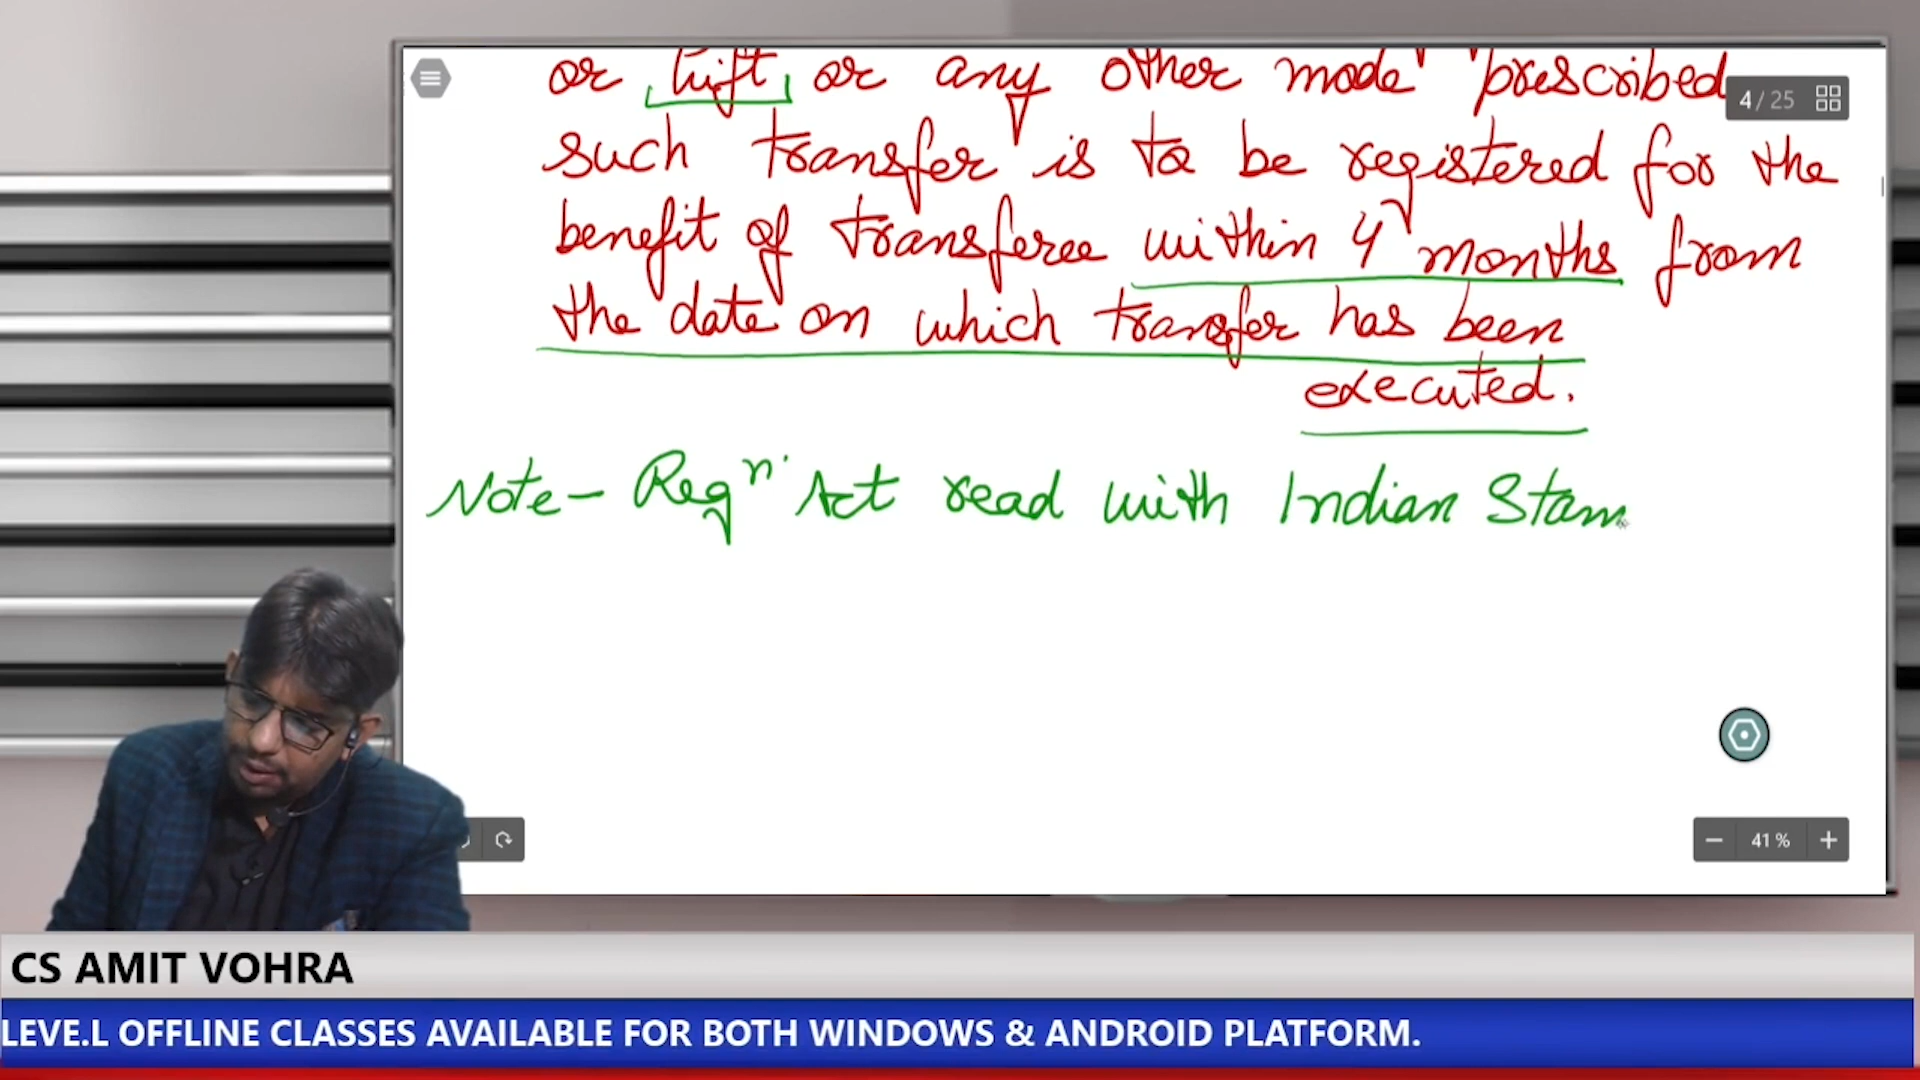 or Gift or any other mode prescribed
4 / 25
such transfer is to be registered for the
benefit of transferee within 4 months from
the date on which transfer has been
executed.
Note - Regn. Act read with Indian Stam
41 %
CS AMIT VOHRA
LEVE.L OFFLINE CLASSES AVAILABLE FOR BOTH WINDOWS & ANDROID PLATFORM.